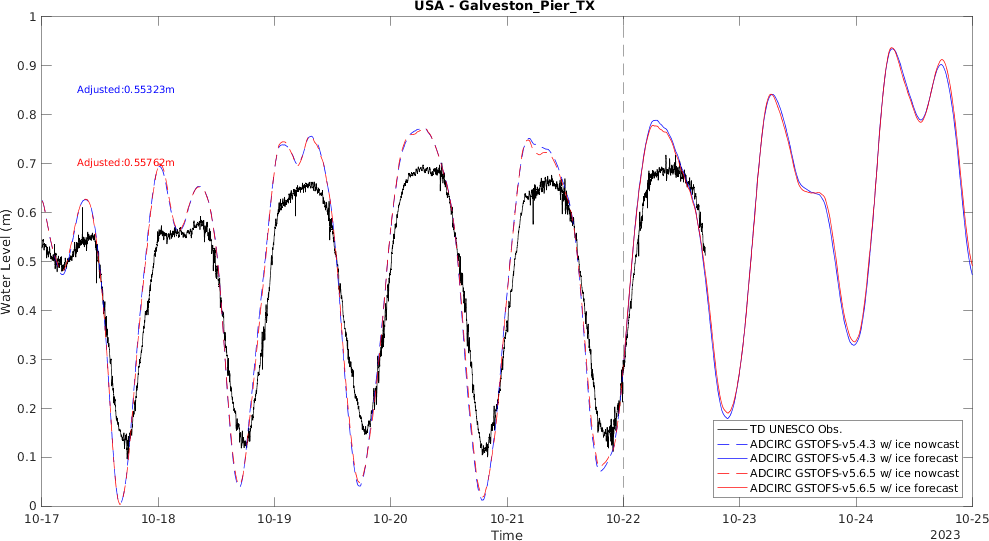 USA - Galveston_Pier_TX
1
0.9
0.8
0.7
0.6
0.5
0.4
0.3
0.2
0.1
0
Water Level (m)
Adjusted:0.55323m
Adjusted:0.55762m
TD UNESCO Obs.
ADCIRC GSTOFS-v5.4.3 w/ ice nowcast
ADCIRC GSTOFS-v5.4.3 w/ ice forecast
ADCIRC GSTOFS-v5.6.5 w/ ice nowcast
ADCIRC GSTOFS-v5.6.5 w/ ice forecast
10-17 10-18 10-19 10-20 10-21 10-22 10-23 10-24 10-25
Time
2023